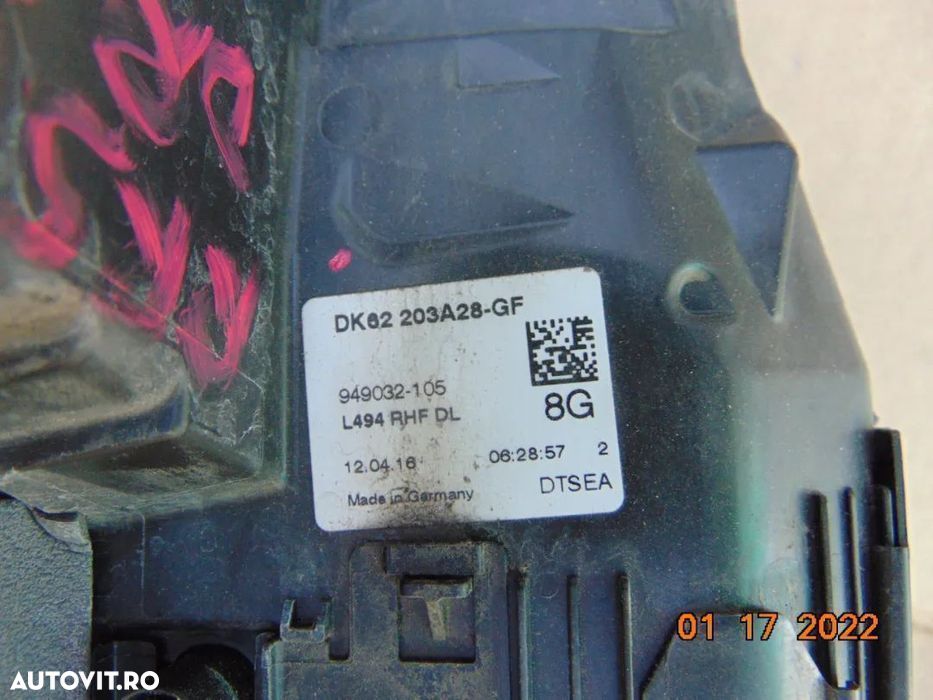 DK62 203A28-GF
949032-105
8G
L494 RHF DL
12.04.16 06:28:57 2
Made in Germany DTSEA
01 17 2022
AUTOVIT.RO